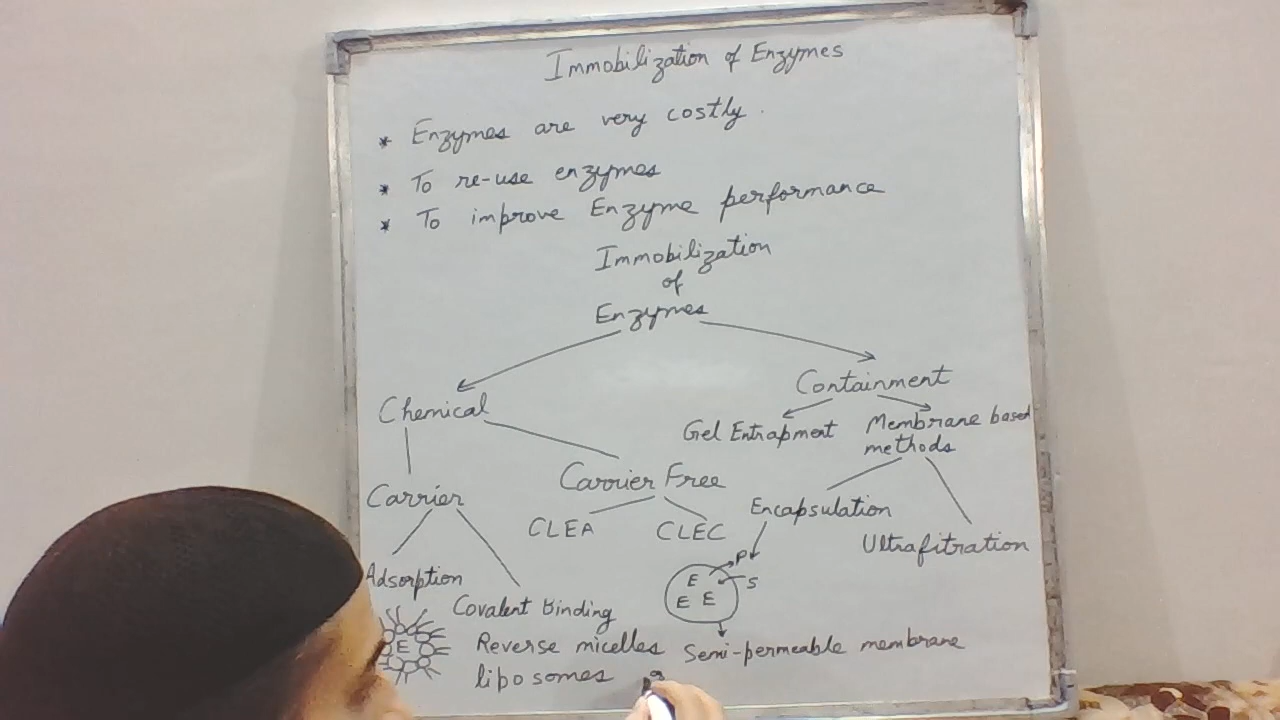 Immobilization of Enzymes
* Enzymes are very costly.
* To re-use enzymes
* To improve Enzyme performance
Immobilization
of
Enzymes
Chemical
Containment
Gel Entrapment
Membrane based
methods
Carrier
Carrier Free
CLEA
CLEC
Encapsulation
Ultrafitration
Adsorption
Covalent Binding
P
S
E
E E
E
Reverse micelles
liposomes
Semi-permeable membrane